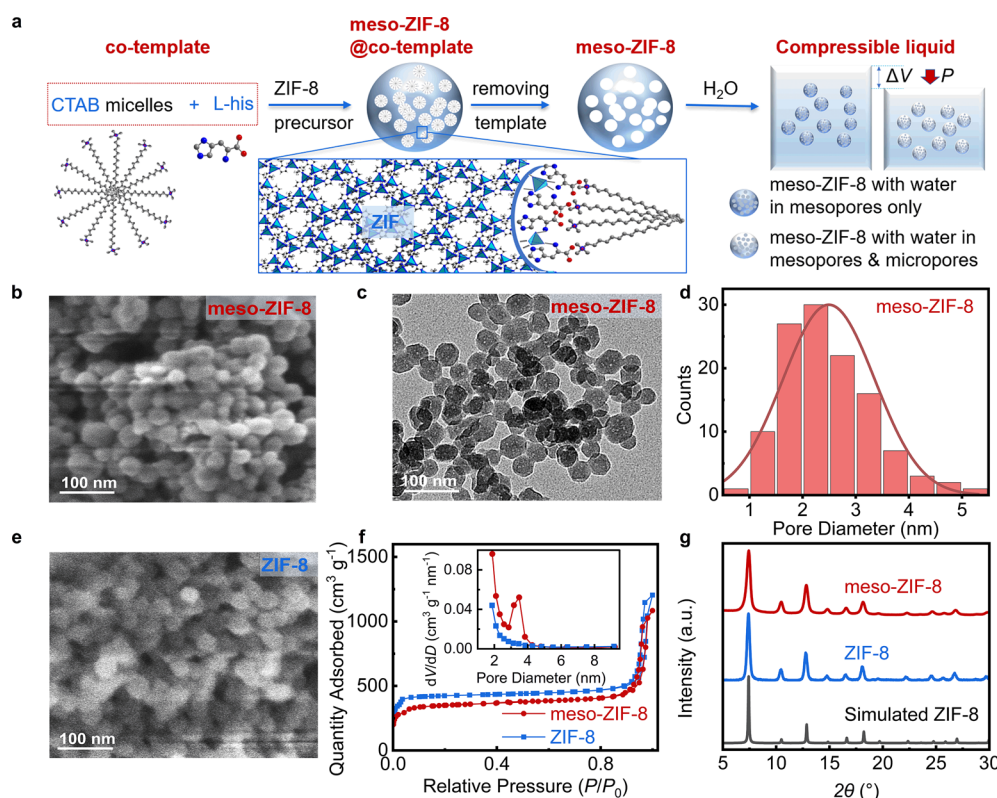 a
co-template
CTAB micelles + L-his
ZIF-8
precursor
meso-ZIF-8
@co-template
removing
template
meso-ZIF-8
H₂O
Compressible liquid
ΔV
P
ZIF
meso-ZIF-8 with water
in mesopores only
meso-ZIF-8 with water in
mesopores & micropores
b
meso-ZIF-8
100 nm
c
meso-ZIF-8
100 nm
d
meso-ZIF-8
Counts
30
20
10
0
1 2 3 4 5
Pore Diameter (nm)
e
ZIF-8
100 nm
f
Quantity Adsorbed (cm³ g⁻¹)
1500
1000
500
0
0.0 0.4 0.8
Relative Pressure (P/P₀)
dV/dD (cm³ g⁻¹ nm⁻¹)
0.08
0.04
0.00
2 4 6 8
Pore Diameter (nm)
meso-ZIF-8
ZIF-8
g
Intensity (a.u.)
meso-ZIF-8
ZIF-8
Simulated ZIF-8
5 10 15 20 25 30
2θ (°)